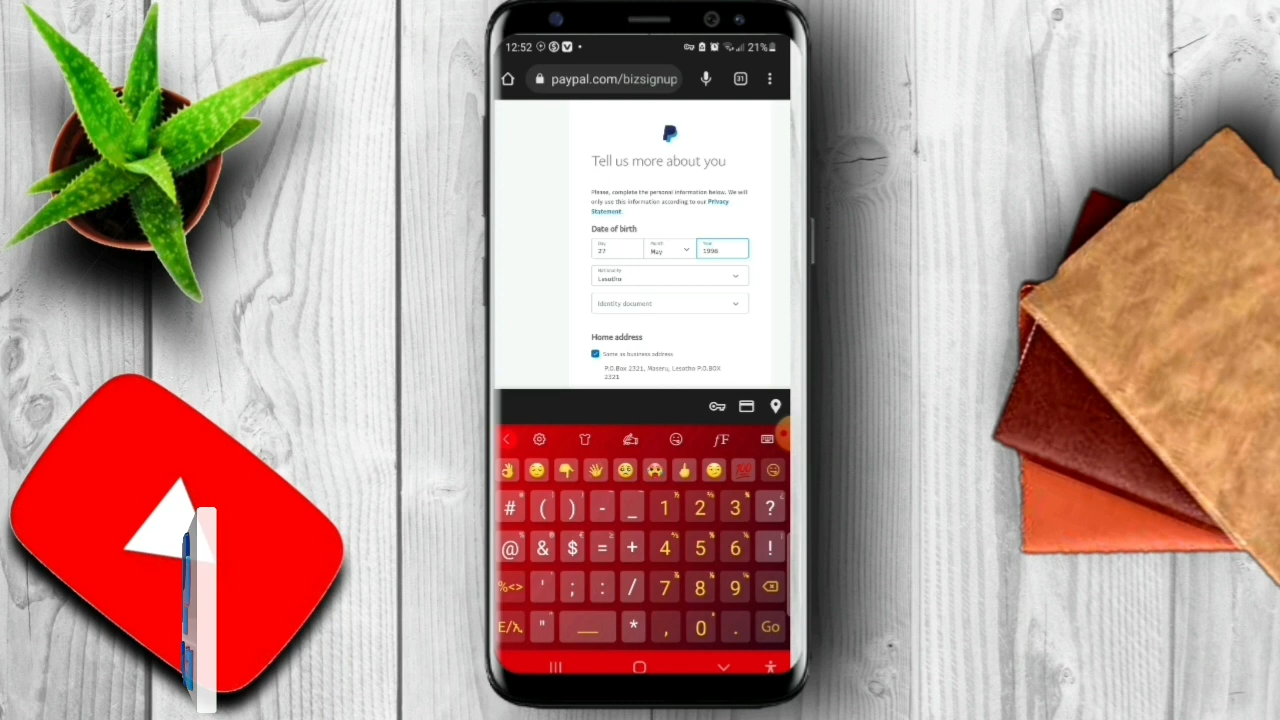 12:52
21%
paypal.com/bizsignup
31
Tell us more about you
Please, complete the personal information below. We will
only use this information according to our Privacy
Statement.
Date of birth
Day
Month
Year
27
May
1996
Nationality
Lesotho
Identity document
Home address
Same as business address
P.O.Box 2321, Maseru, Lesotho P.O.BOX
2321
fF
100
# ( ) - _ 1 2 3 ?
@ & $ = + 4 5 6 !
%<> ' ; : / 7 8 9
E/λ " * , 0 . Go